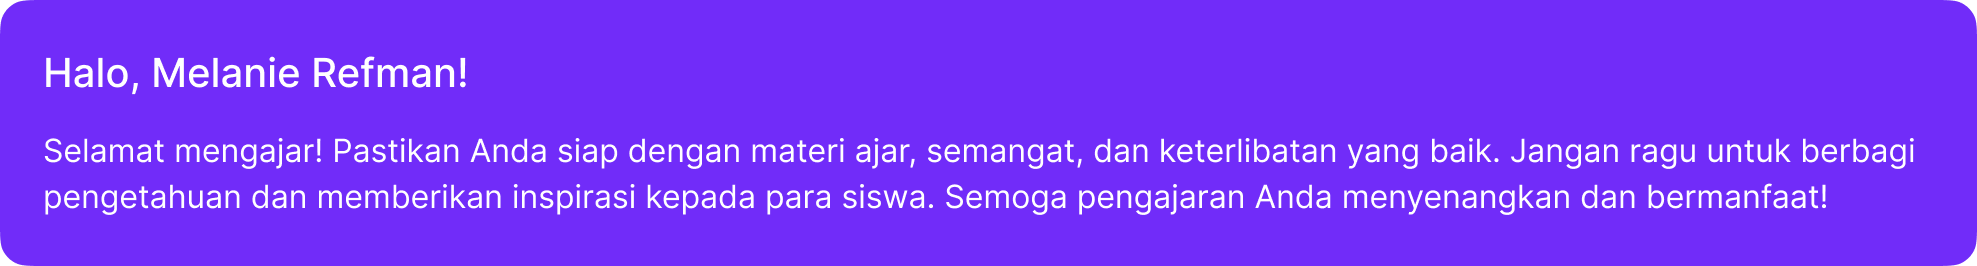 Halo, Melanie Refman!
Selamat mengajar! Pastikan Anda siap dengan materi ajar, semangat, dan keterlibatan yang baik. Jangan ragu untuk berbagi
pengetahuan dan memberikan inspirasi kepada para siswa. Semoga pengajaran Anda menyenangkan dan bermanfaat!